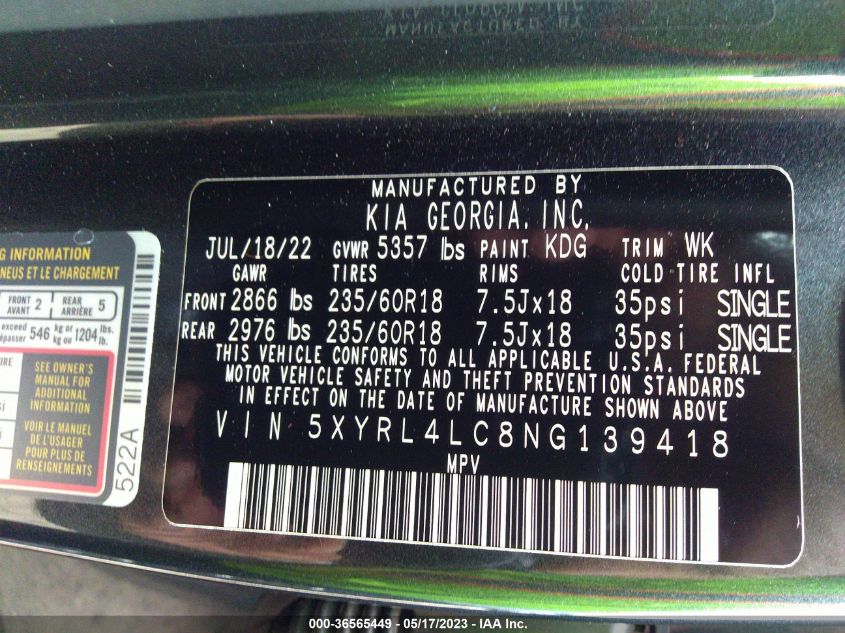 MANUFACTURED BY
KIA GEORGIA, INC.
JUL/18/22 GVWR 5357 lbs PAINT KDG TRIM WK
GAWR TIRES RIMS COLD TIRE INFL
FRONT 2866 lbs 235/60R18 7.5Jx18 35psi SINGLE
REAR 2976 lbs 235/60R18 7.5Jx18 35psi SINGLE
THIS VEHICLE CONFORMS TO ALL APPLICABLE U.S.A. FEDERAL
MOTOR VEHICLE SAFETY AND THEFT PREVENTION STANDARDS
IN EFFECT ON THE DATE OF MANUFACTURE SHOWN ABOVE
VIN 5XYRL4LC8NG139418
MPV
INFORMATION
PNEUS ET LE CHARGEMENT
FRONT AVANT 2 REAR ARRIÈRE 5
exceed 546 kg or 1204 lbs.
kg ou lb.
SEE OWNER'S
MANUAL FOR
ADDITIONAL
INFORMATION
VOIR LE MANUEL
DE L'USAGER
POUR PLUS DE
RENSEIGNEMENTS
522A
000-36565449 - 05/17/2023 - IAA Inc.